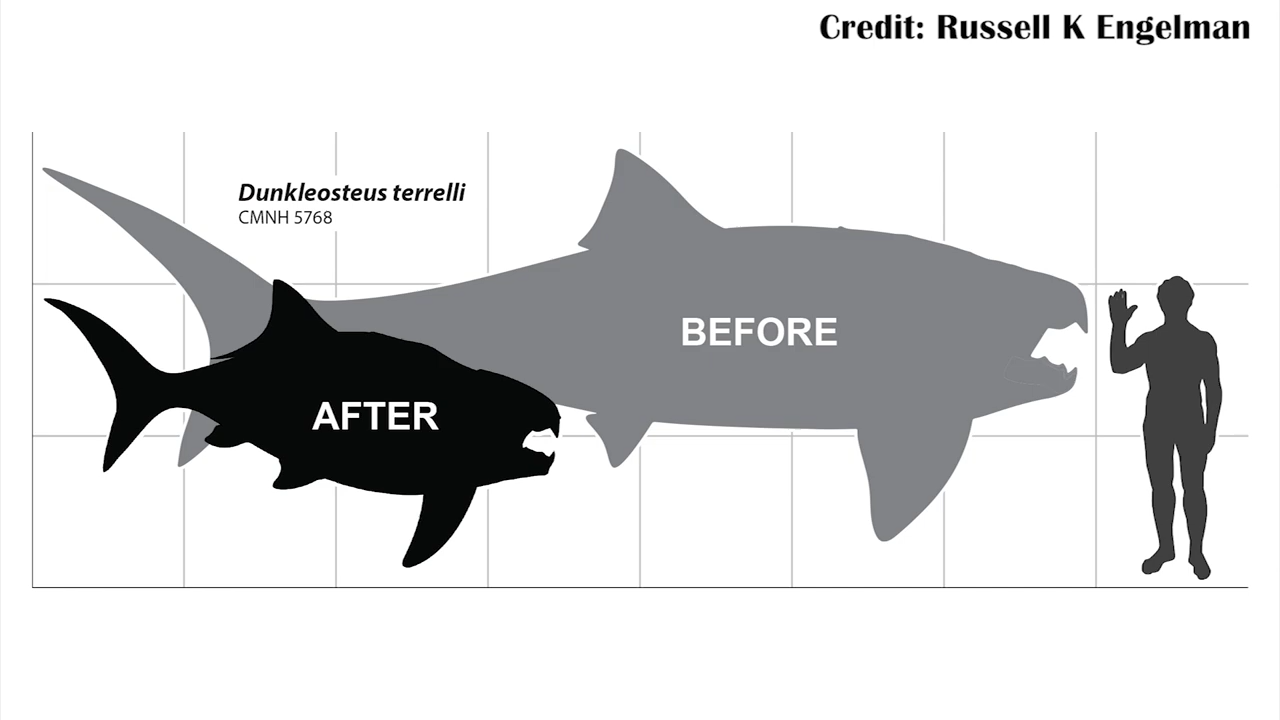 Credit: Russell K Engelman
Dunkleosteus terrelli
CMNH 5768
BEFORE
AFTER